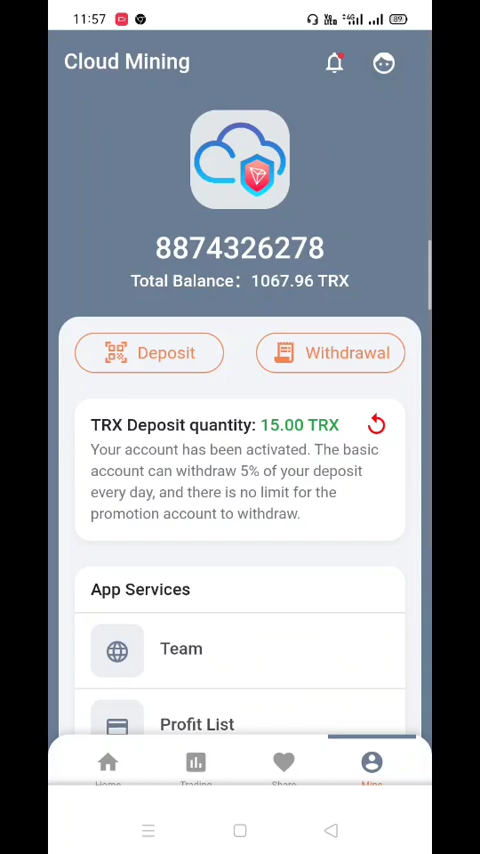 11:57
4G
89
Cloud Mining
8874326278
Total Balance：1067.96 TRX
Deposit
Withdrawal
TRX Deposit quantity: 15.00 TRX
Your account has been activated. The basic
account can withdraw 5% of your deposit
every day, and there is no limit for the
promotion account to withdraw.
App Services
Team
Profit List
Home
Trading
Share
Mine